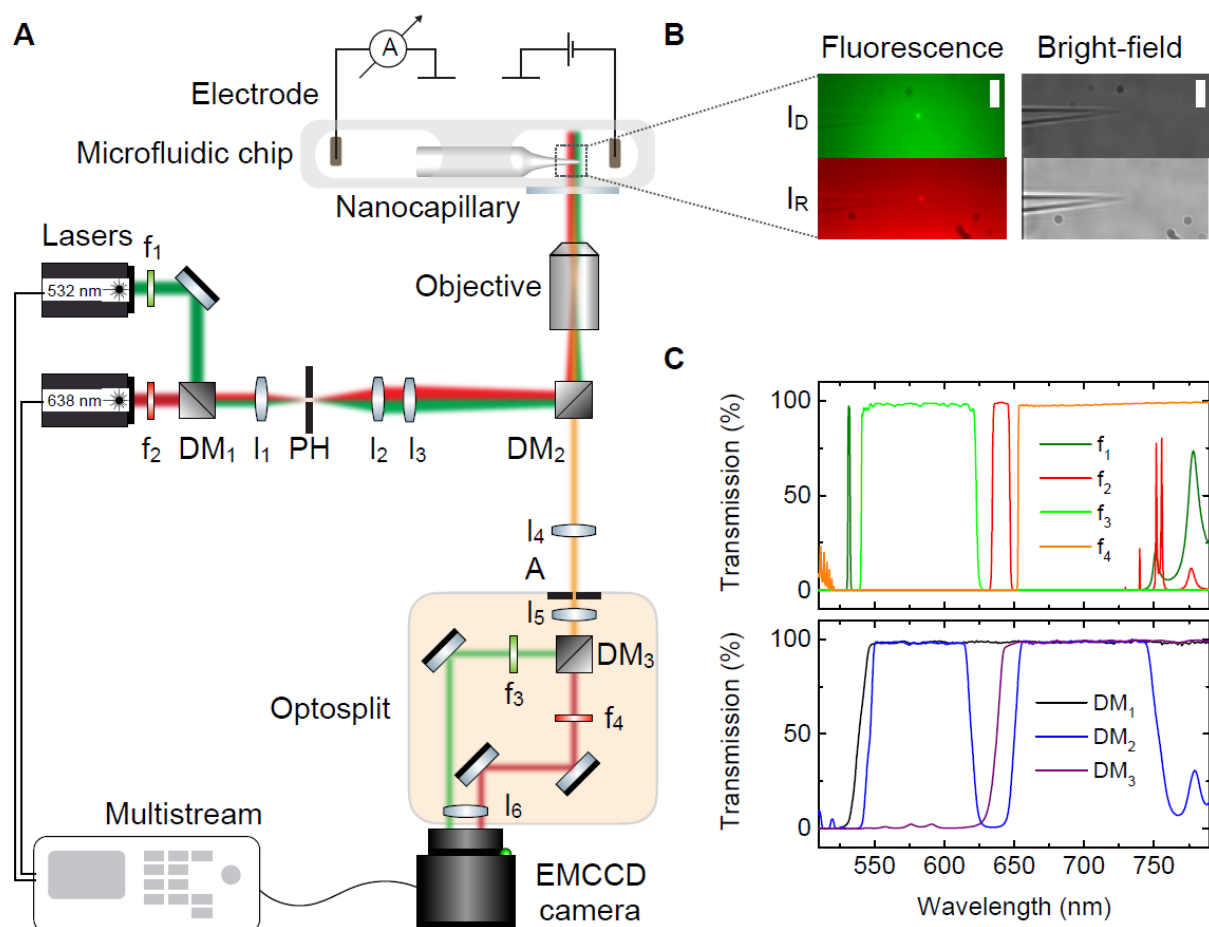 A
A
Electrode
Microfluidic chip
Nanocapillary
Lasers
f1
532 nm
638 nm
f2
DM1
l1
PH
l2
l3
DM2
Objective
l4
A
l5
DM3
f3
f4
Optosplit
l6
Multistream
EMCCD
camera
B
Fluorescence
Bright-field
ID
IR
C
Transmission (%)
100
50
0
f1
f2
f3
f4
Transmission (%)
100
50
0
DM1
DM2
DM3
550
600
650
700
750
Wavelength (nm)